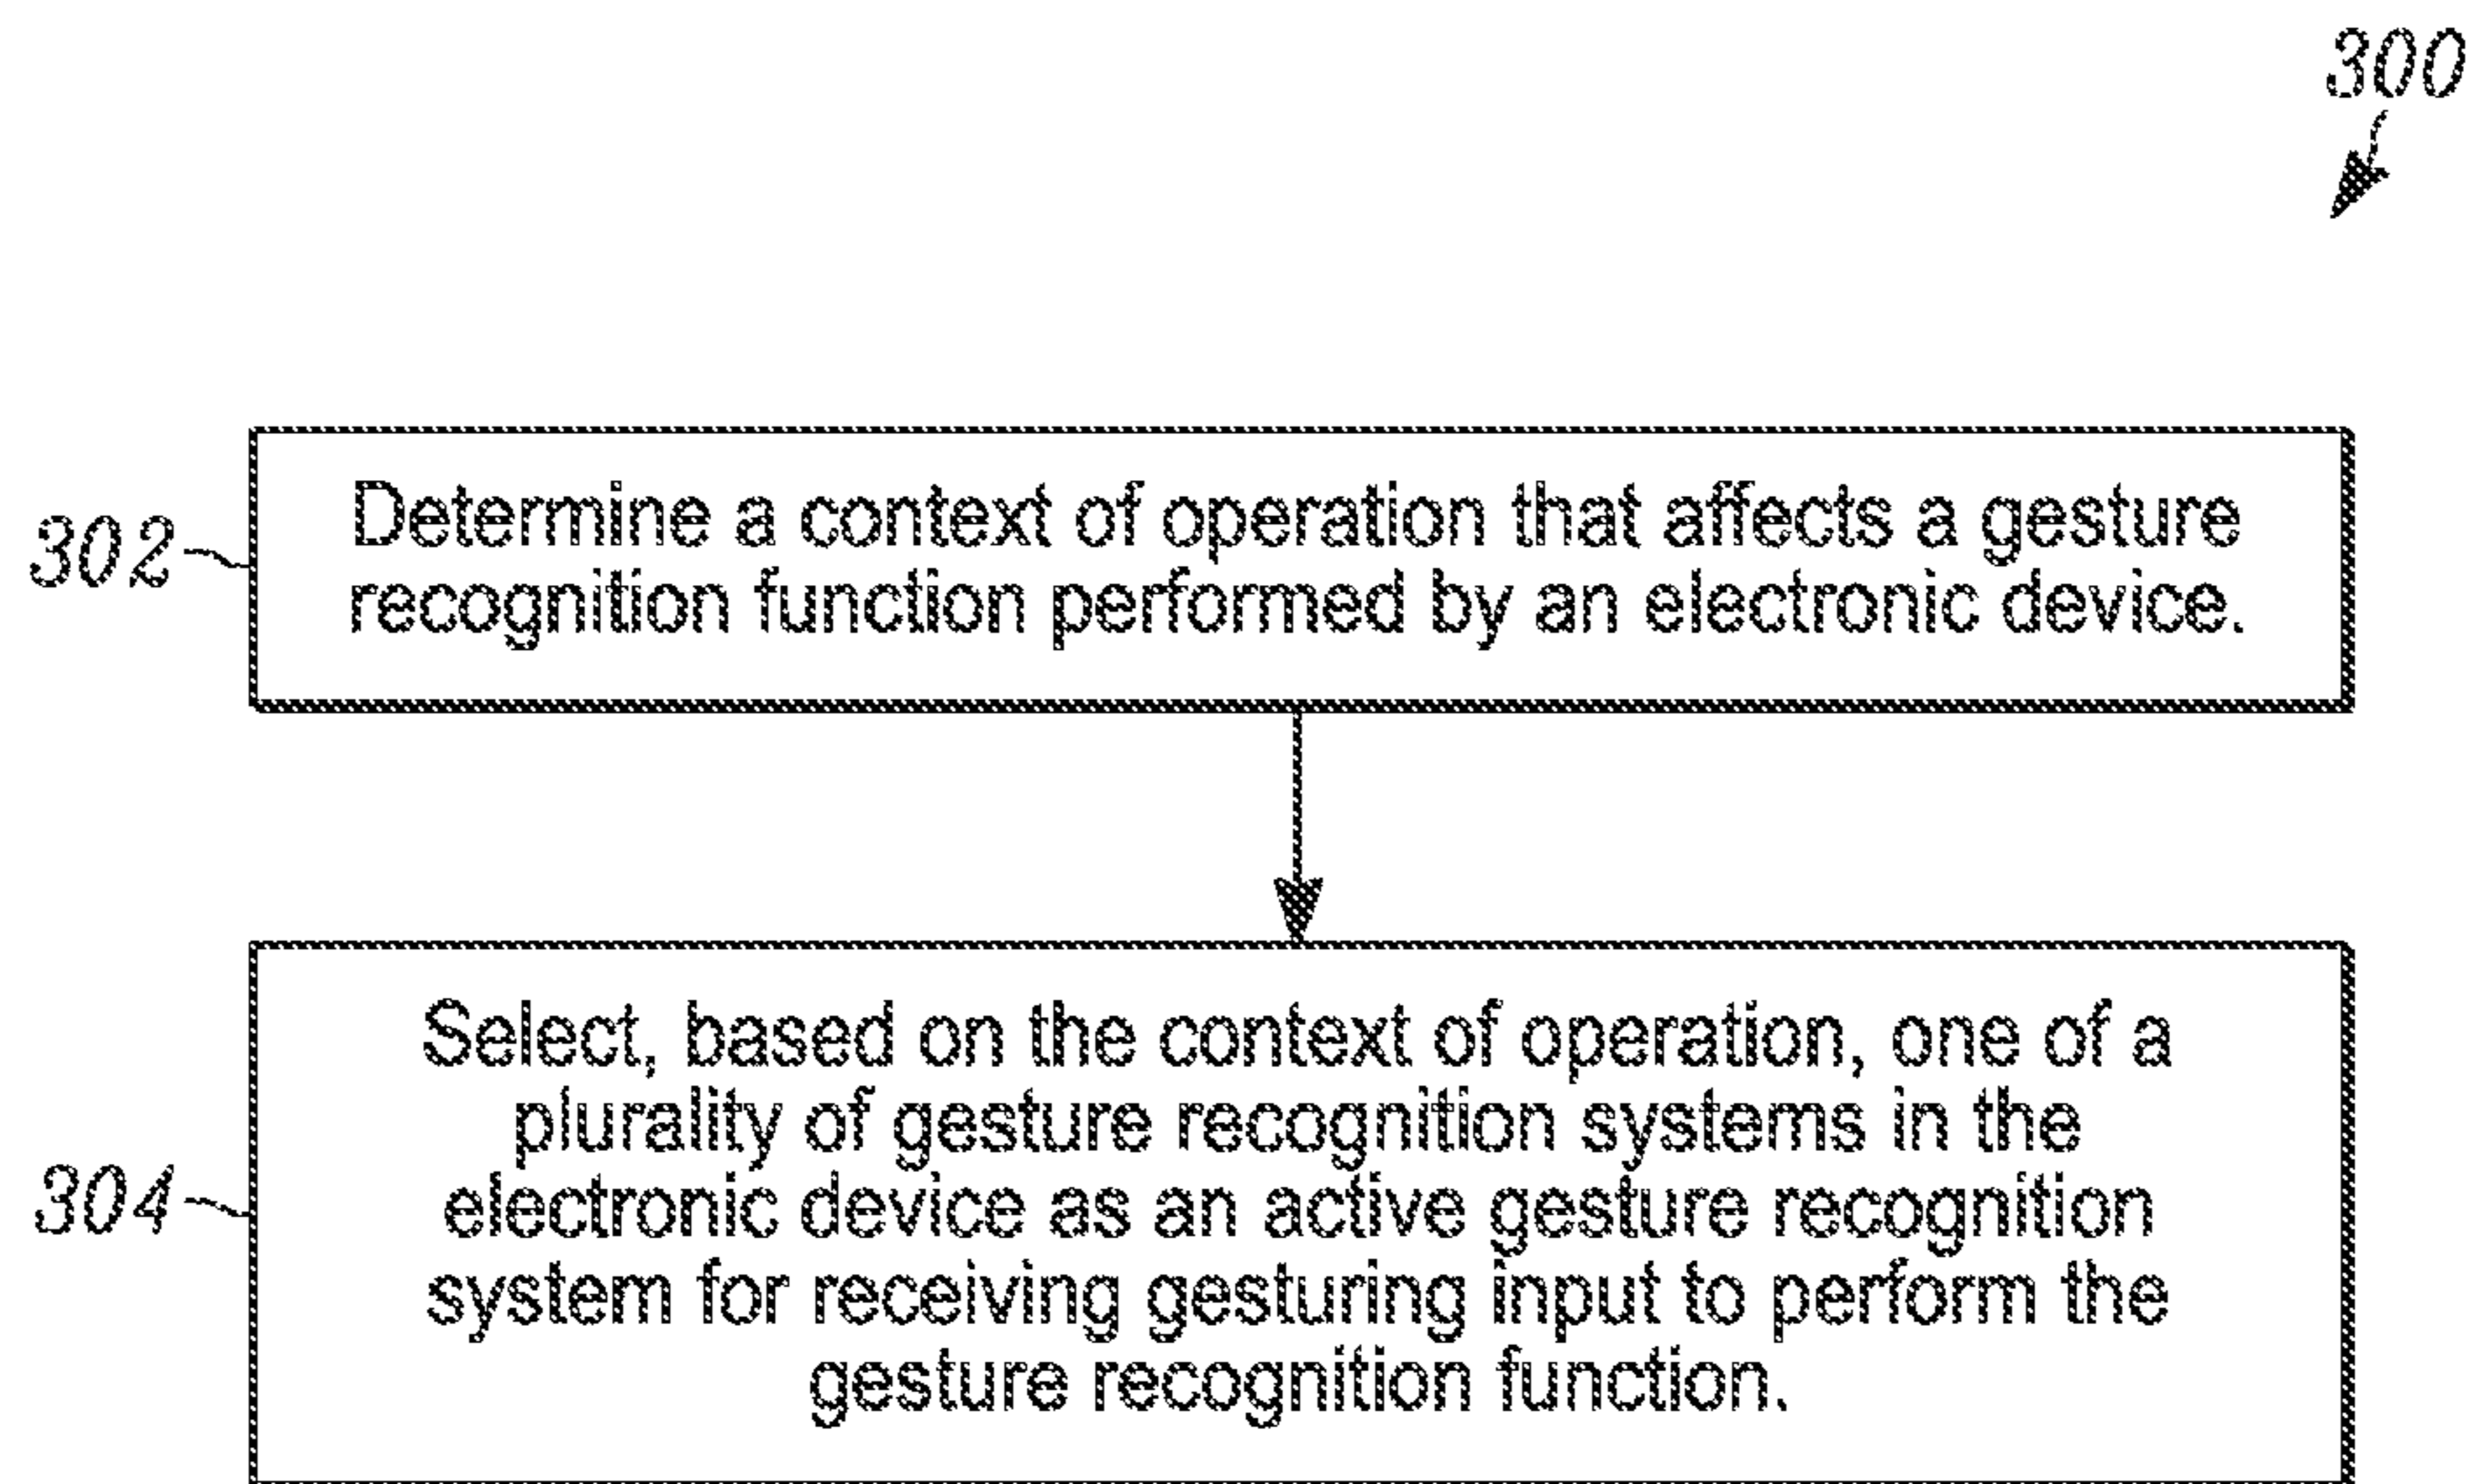 300
302
Determine a context of operation that affects a gesture
recognition function performed by an electronic device.
304
Select, based on the context of operation, one of a
plurality of gesture recognition systems in the
electronic device as an active gesture recognition
system for receiving gesturing input to perform the
gesture recognition function.